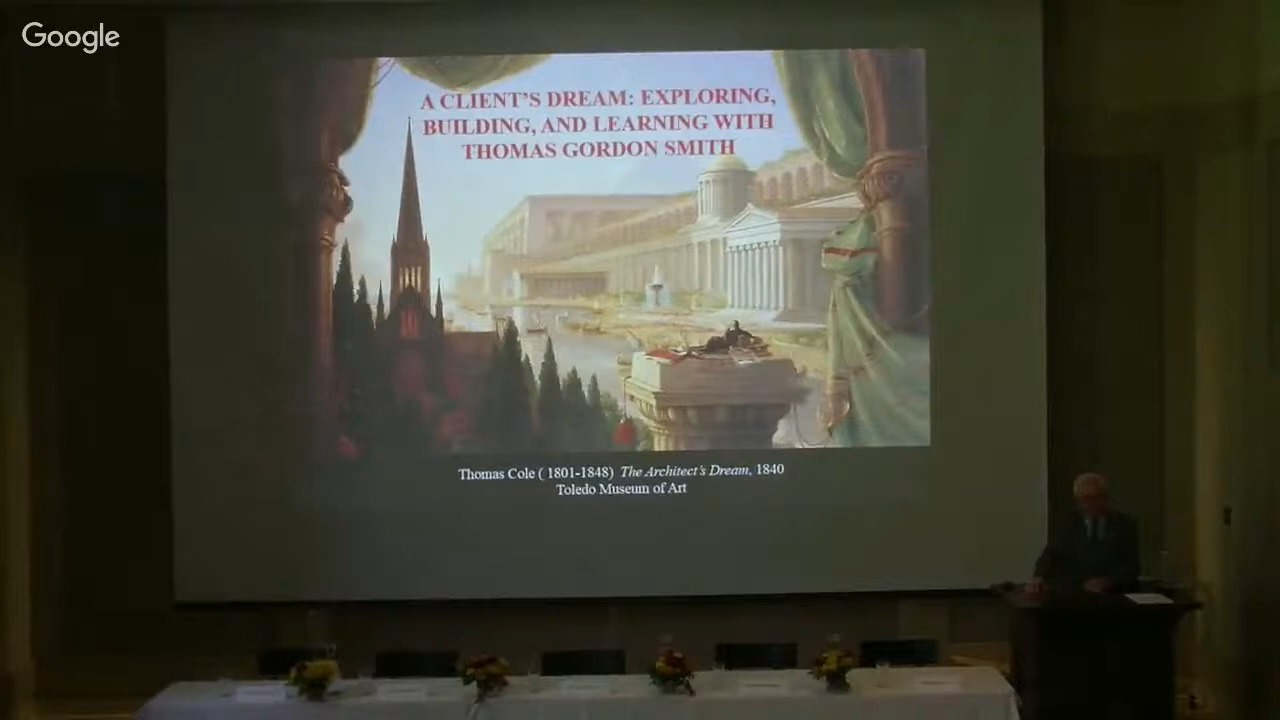 Google
A CLIENT'S DREAM: EXPLORING,
BUILDING, AND LEARNING WITH
THOMAS GORDON SMITH
Thomas Cole ( 1801-1848) The Architect's Dream, 1840
Toledo Museum of Art